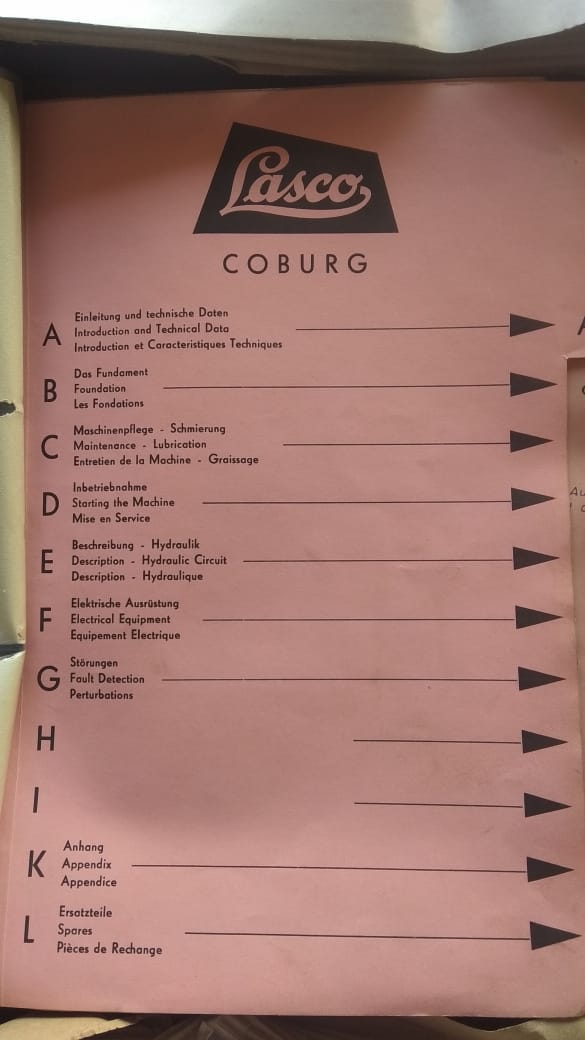 Lasco
COBURG
A
Einleitung und technische Daten
Introduction and Technical Data
Introduction et Caracteristiques Techniques
B
Das Fundament
Foundation
Les Fondations
C
Maschinenpflege - Schmierung
Maintenance - Lubrication
Entretien de la Machine - Graissage
D
Inbetriebnahme
Starting the Machine
Mise en Service
E
Beschreibung - Hydraulik
Description - Hydraulic Circuit
Description - Hydraulique
F
Elektrische Ausrüstung
Electrical Equipment
Equipement Electrique
G
Störungen
Fault Detection
Perturbations
H
I
K
Anhang
Appendix
Appendice
L
Ersatzteile
Spares
Pièces de Rechange